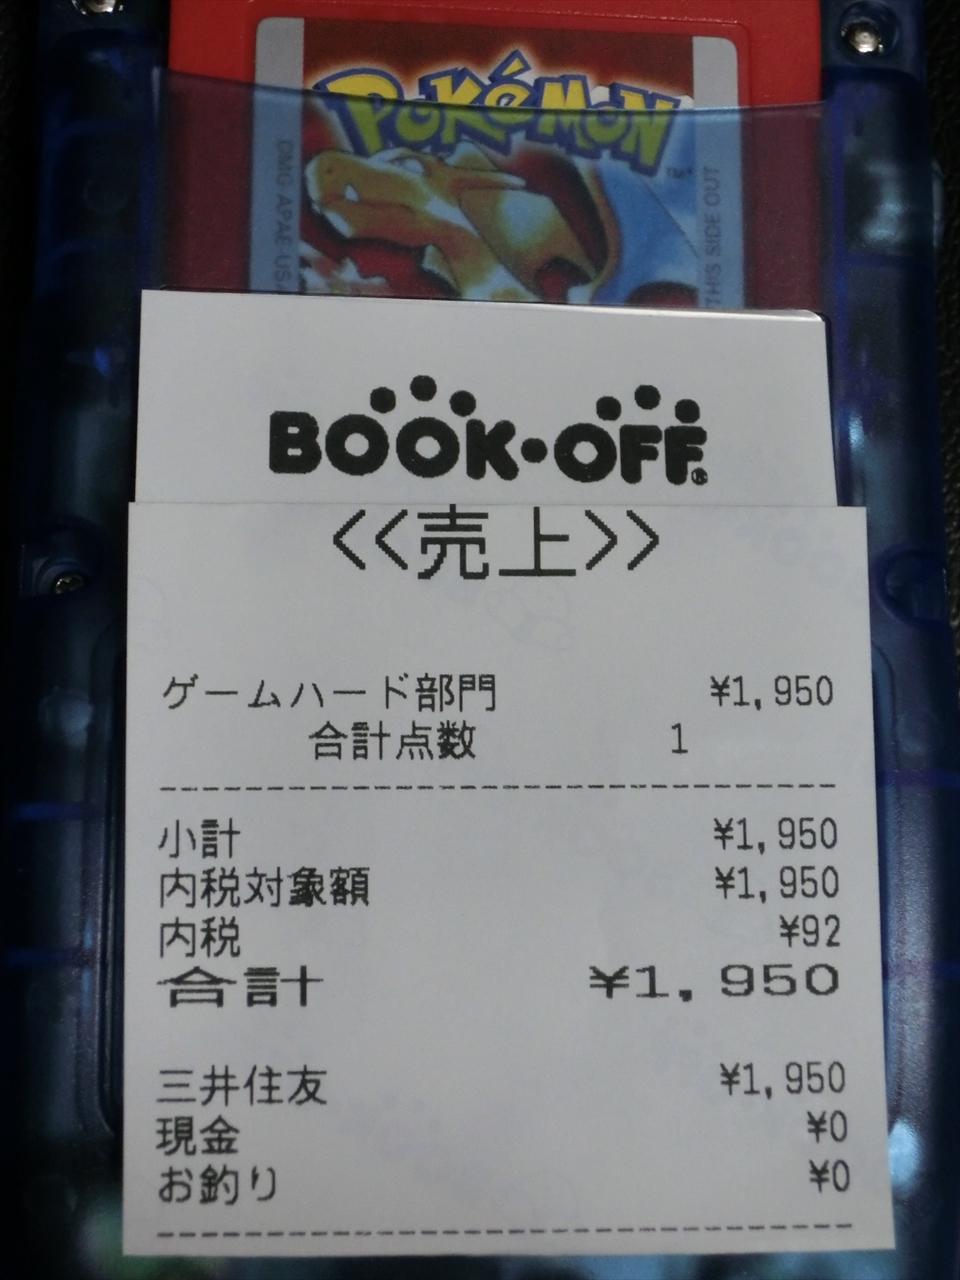 POKéMON
TM
DMG-APAE-US
THIS SIDE OUT
BOOK・OFF®
<<売上>>
ゲームハード部門 ¥1,950
合計点数 1
小計 ¥1,950
内税対象額 ¥1,950
内税 ¥92
合計 ¥1,950
三井住友 ¥1,950
現金 ¥0
お釣り ¥0